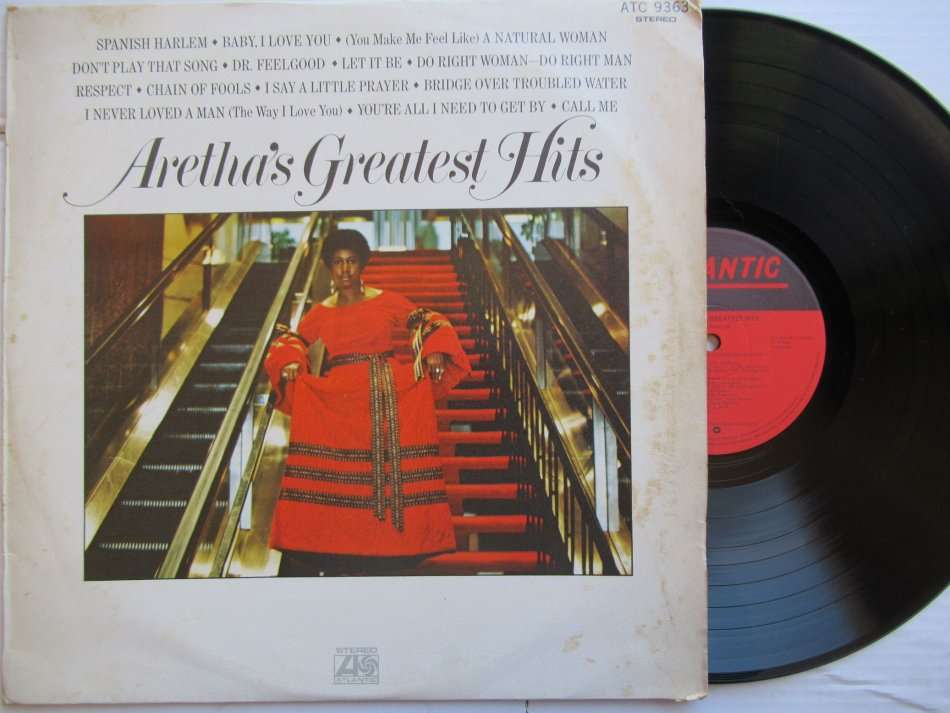 ATC 9363
STEREO
SPANISH HARLEM ♦ BABY, I LOVE YOU ♦ (You Make Me Feel Like) A NATURAL WOMAN
DON'T PLAY THAT SONG ♦ DR. FEELGOOD ♦ LET IT BE ♦ DO RIGHT WOMAN—DO RIGHT MAN
RESPECT ♦ CHAIN OF FOOLS ♦ I SAY A LITTLE PRAYER ♦ BRIDGE OVER TROUBLED WATER
I NEVER LOVED A MAN (The Way I Love You) ♦ YOU'RE ALL I NEED TO GET BY ♦ CALL ME
Aretha's Greatest Hits
ANTIC
STEREO
ATLANTIC